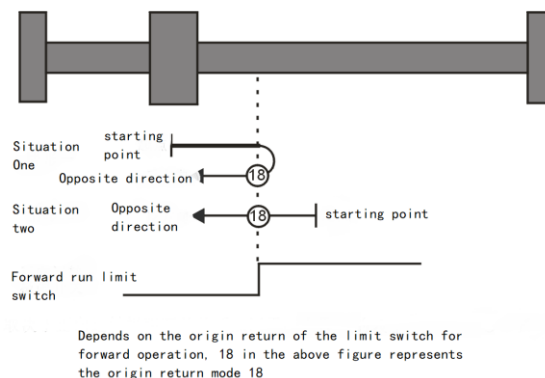 Situation
One
starting
point
Opposite direction
18
Situation
two
Opposite
direction
18
starting point
Forward run limit
switch
Depends on the origin return of the limit switch for
forward operation, 18 in the above figure represents
the origin return mode 18